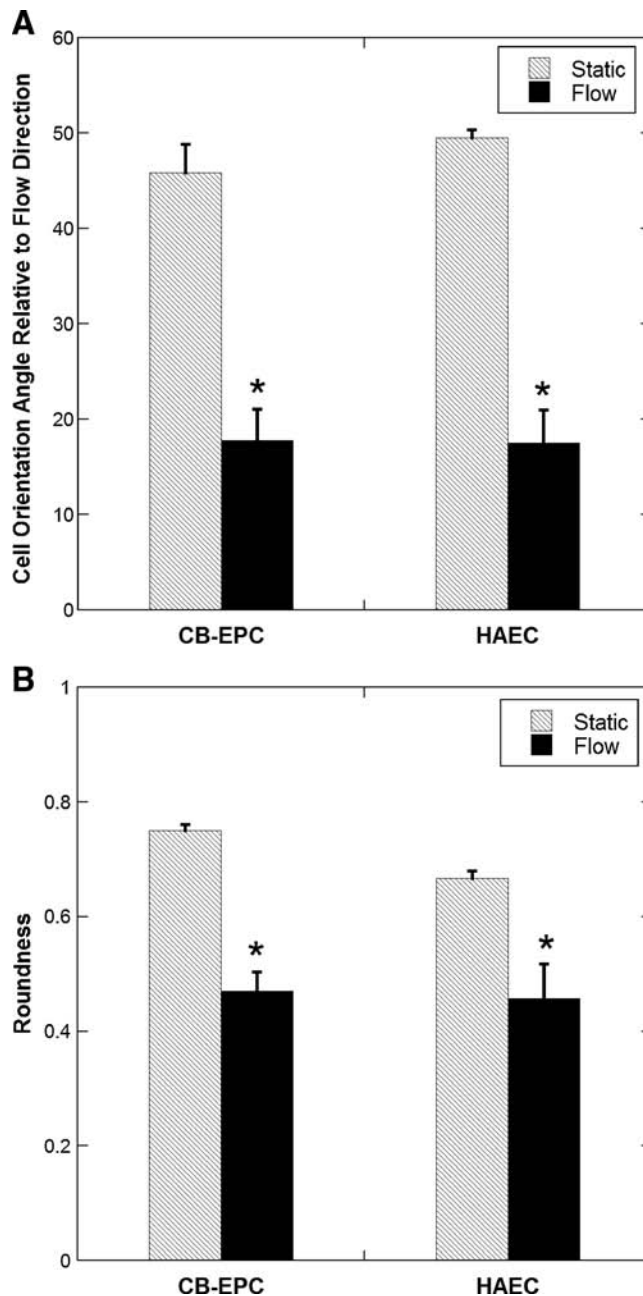 A
Cell Orientation Angle Relative to Flow Direction
60
50
40
30
20
10
0
Static
Flow
*
*
CB-EPC
HAEC
B
Roundness
1
0.8
0.6
0.4
0.2
0
Static
Flow
*
*
CB-EPC
HAEC